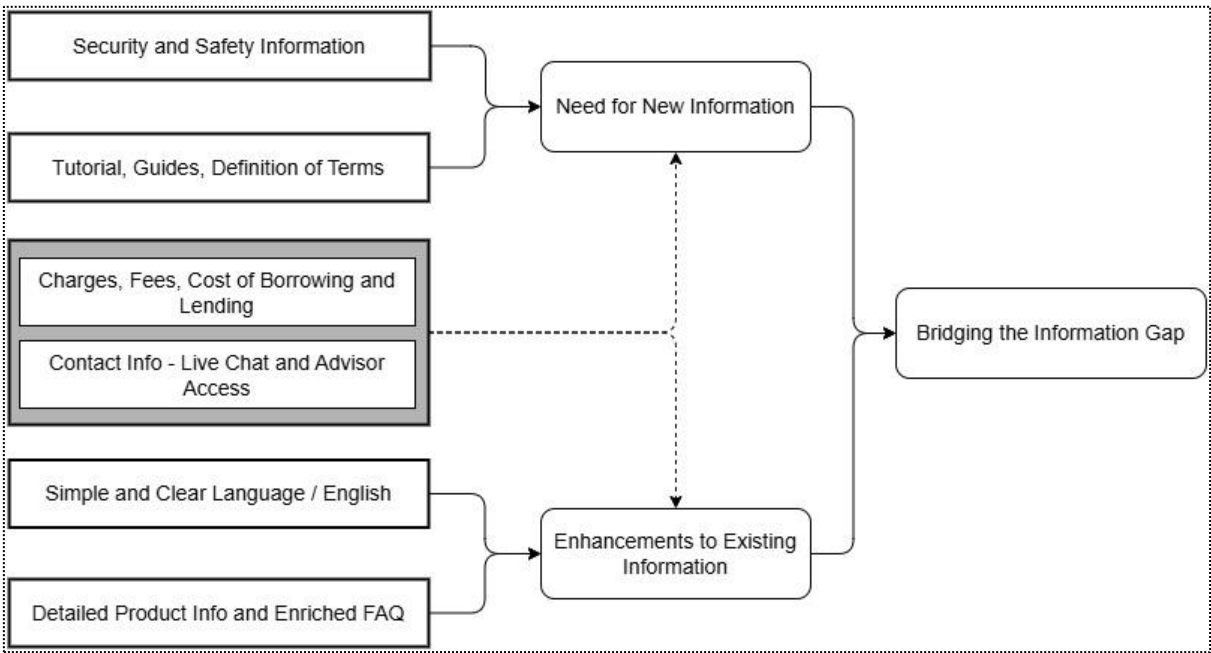 Security and Safety Information
Tutorial, Guides, Definition of Terms
Charges, Fees, Cost of Borrowing and
Lending
Contact Info - Live Chat and Advisor
Access
Simple and Clear Language / English
Detailed Product Info and Enriched FAQ
Need for New Information
Enhancements to Existing
Information
Bridging the Information Gap